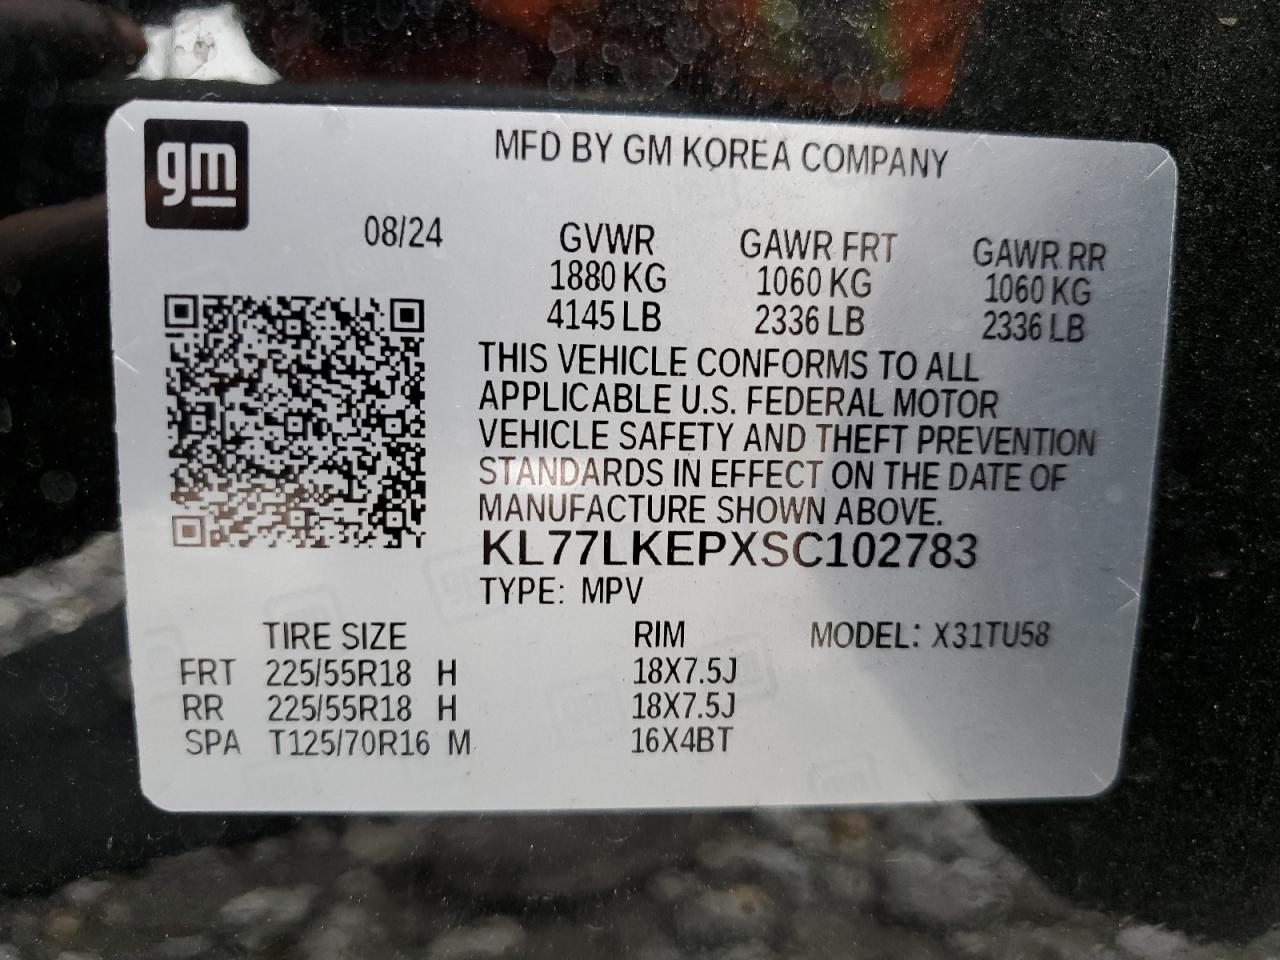 gm
MFD BY GM KOREA COMPANY
08/24
GVWR GAWR FRT GAWR RR
1880 KG 1060 KG 1060 KG
4145 LB 2336 LB 2336 LB
THIS VEHICLE CONFORMS TO ALL
APPLICABLE U.S. FEDERAL MOTOR
VEHICLE SAFETY AND THEFT PREVENTION
STANDARDS IN EFFECT ON THE DATE OF
MANUFACTURE SHOWN ABOVE.
KL77LKEPXSC102783
TYPE: MPV
TIRE SIZE RIM MODEL: X31TU58
FRT 225/55R18 H 18X7.5J
RR 225/55R18 H 18X7.5J
SPA T125/70R16 M 16X4BT